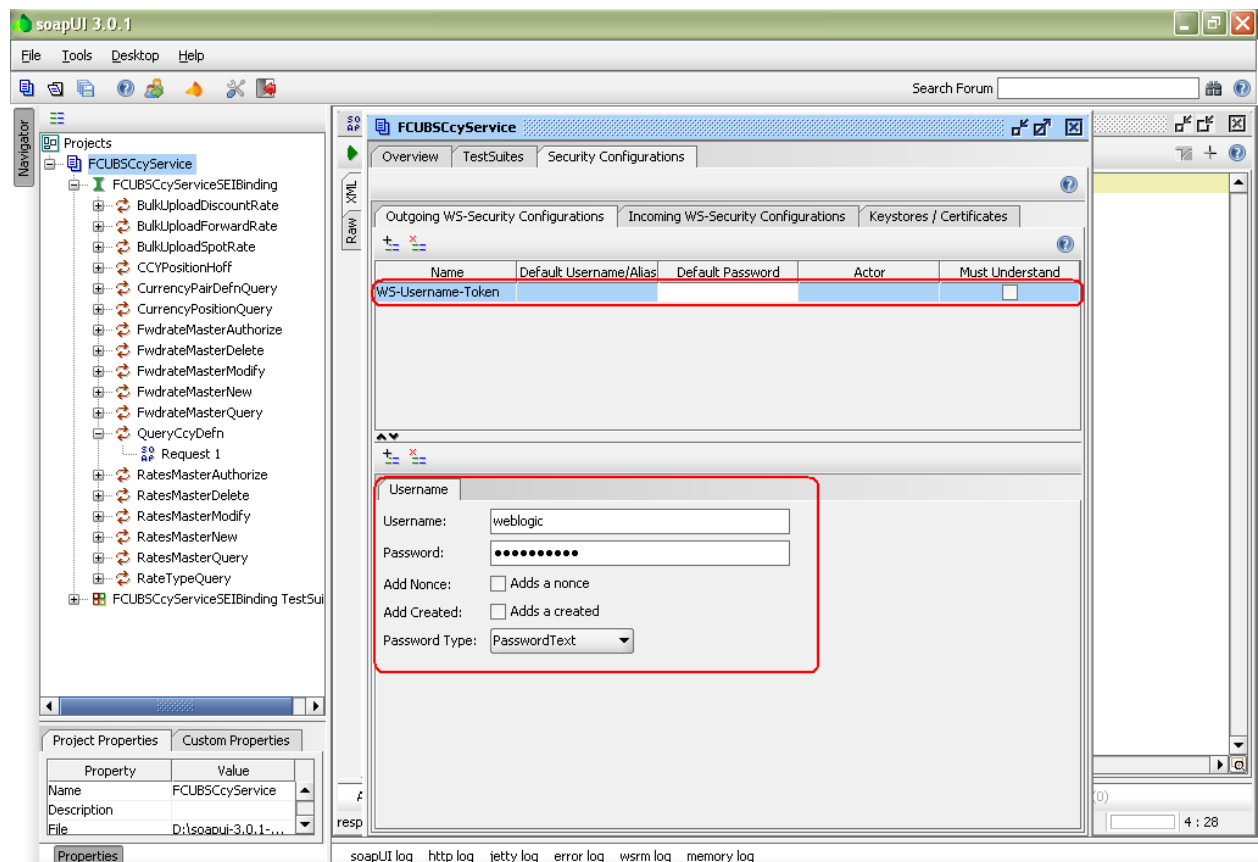 soapUI 3.0.1
File Tools Desktop Help
Search Forum
Navigator
Projects
FCUBSCcyService
FCUBSCcyServiceSEIBinding
BulkUploadDiscountRate
BulkUploadForwardRate
BulkUploadSpotRate
CCYPositionHoff
CurrencyPairDefnQuery
CurrencyPositionQuery
FwdrateMasterAuthorize
FwdrateMasterDelete
FwdrateMasterModify
FwdrateMasterNew
FwdrateMasterQuery
QueryCcyDefn
SO AP Request 1
RatesMasterAuthorize
RatesMasterDelete
RatesMasterModify
RatesMasterNew
RatesMasterQuery
RateTypeQuery
FCUBSCcyServiceSEIBinding TestSui
Project Properties Custom Properties
Property Value
Name FCUBSCcyService
Description
File D:\soapui-3.0.1-...
Properties
SO AP
XML
Raw
FCUBSCcyService
Overview TestSuites Security Configurations
Outgoing WS-Security Configurations Incoming WS-Security Configurations Keystores / Certificates
Name Default Username/Alias Default Password Actor Must Understand
WS-Username-Token
Username
Username: weblogic
Password: ••••••••••
Add Nonce: Adds a nonce
Add Created: Adds a created
Password Type: PasswordText
A
(0)
resp
4 : 28
soapUI log http log jetty log error log wsrm log memory log